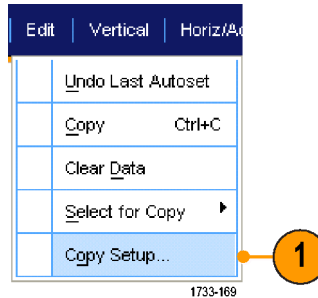 Edit | Vertical | Horiz/Ac
Undo Last Autoset
Copy Ctrl+C
Clear Data
Select for Copy
Copy Setup...
1
1733-169